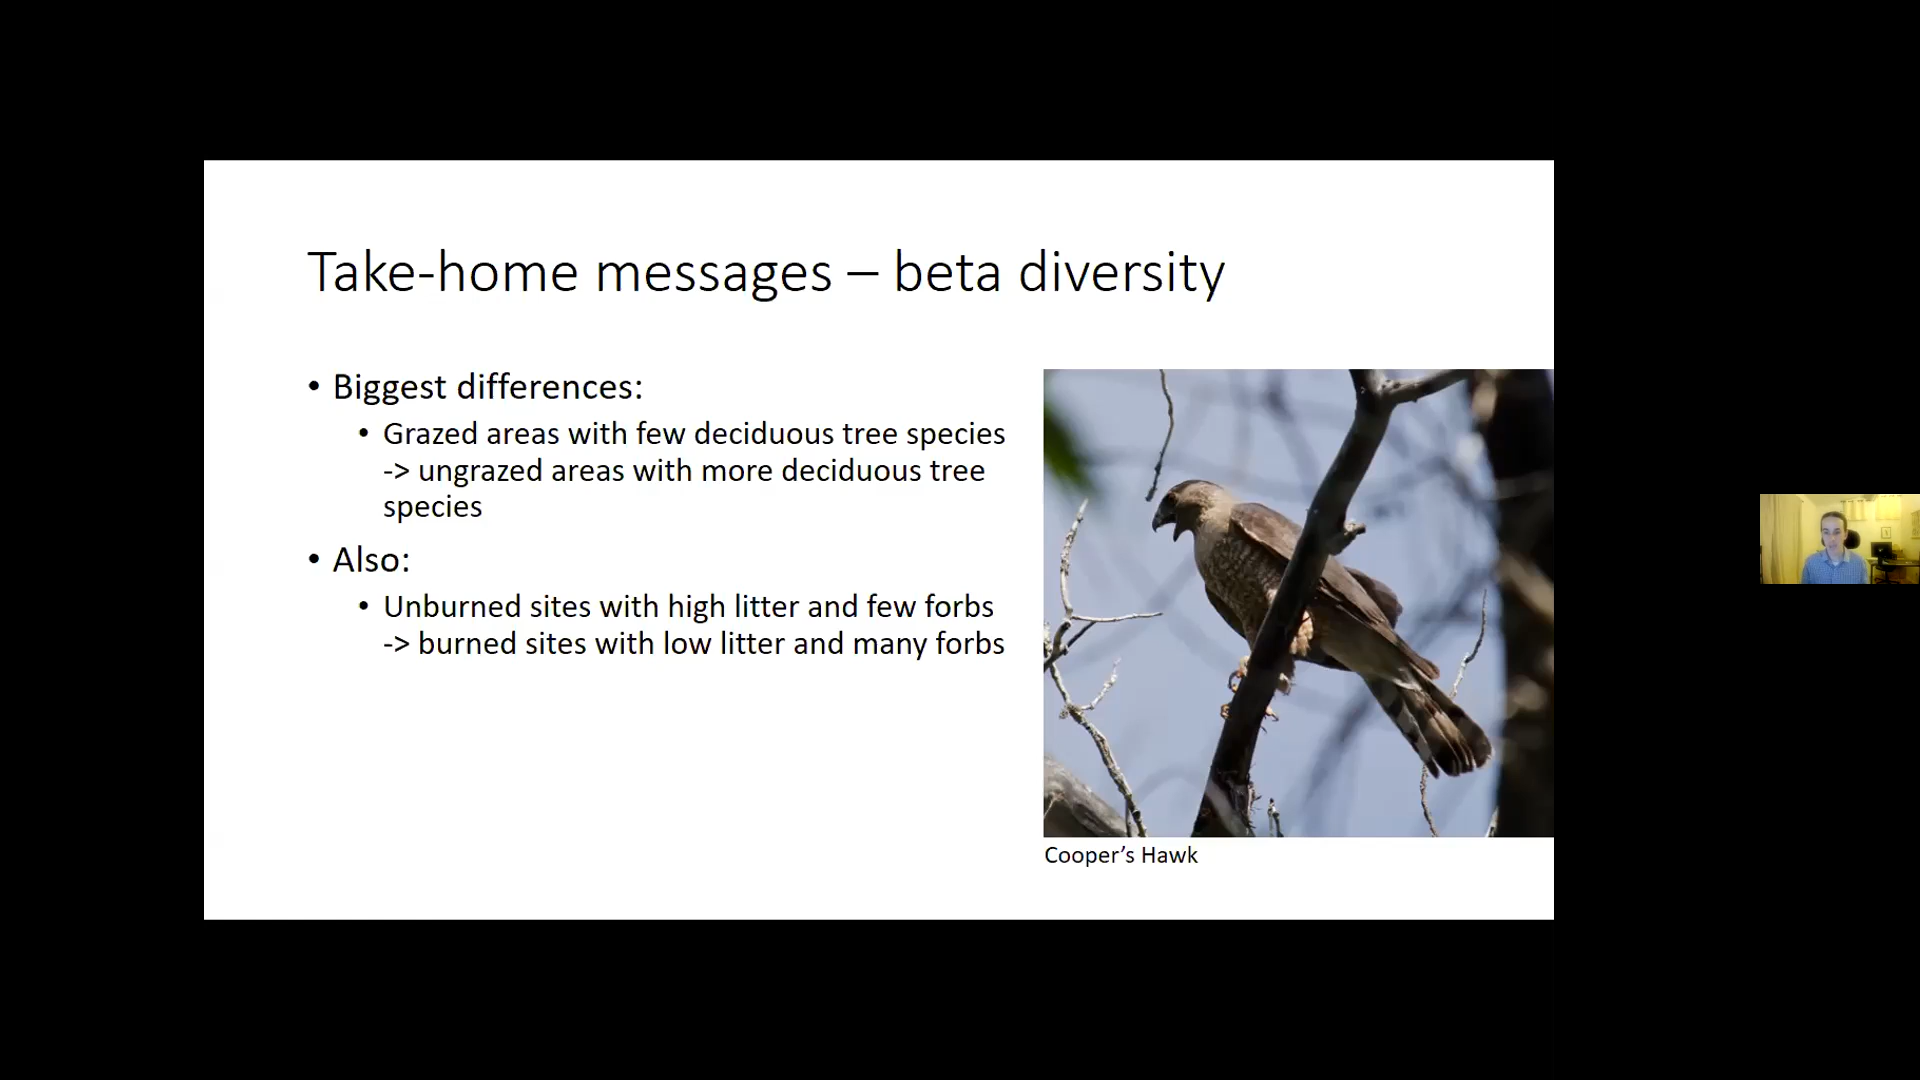 Take-home messages – beta diversity
• Biggest differences:
• Grazed areas with few deciduous tree species
-> ungrazed areas with more deciduous tree
species
• Also:
• Unburned sites with high litter and few forbs
-> burned sites with low litter and many forbs
Cooper’s Hawk